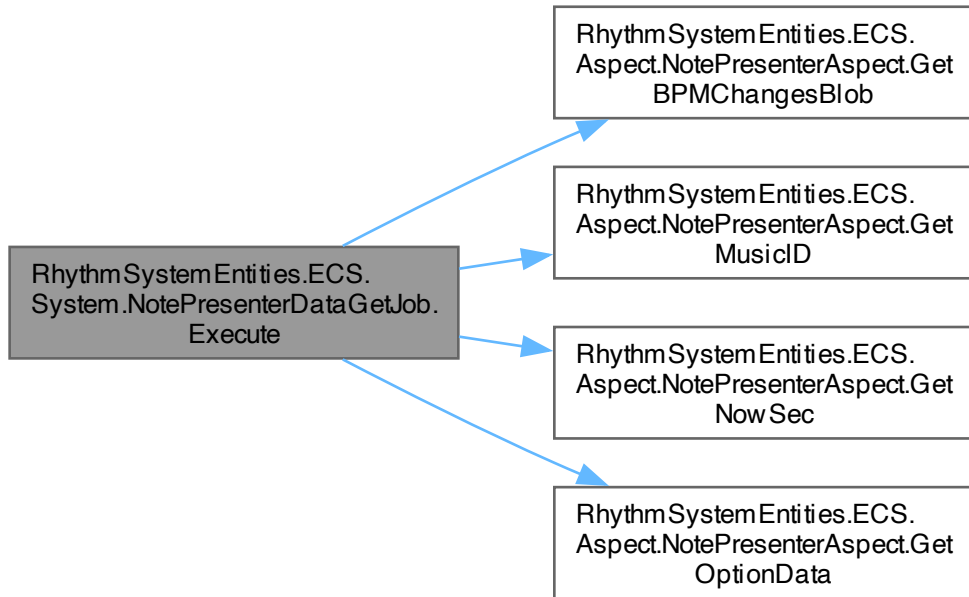 RhythmSystemEntities.ECS.
Aspect.NotePresenterAspect.Get
BPMChangesBlob
RhythmSystemEntities.ECS.
Aspect.NotePresenterAspect.Get
MusicID
RhythmSystemEntities.ECS.
System.NotePresenterDataGetJob.
Execute
RhythmSystemEntities.ECS.
Aspect.NotePresenterAspect.Get
NowSec
RhythmSystemEntities.ECS.
Aspect.NotePresenterAspect.Get
OptionData